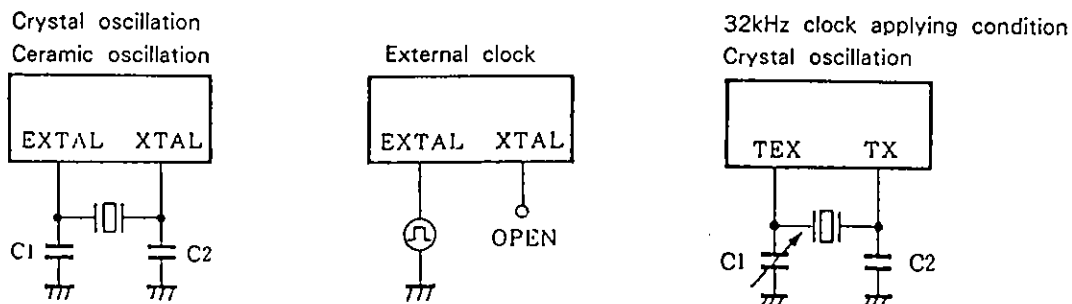 Crystal oscillation
Ceramic oscillation
EXTAL XTAL
C1 C2
External clock
EXTAL XTAL
OPEN
32kHz clock applying condition
Crystal oscillation
TEX TX
C1 C2